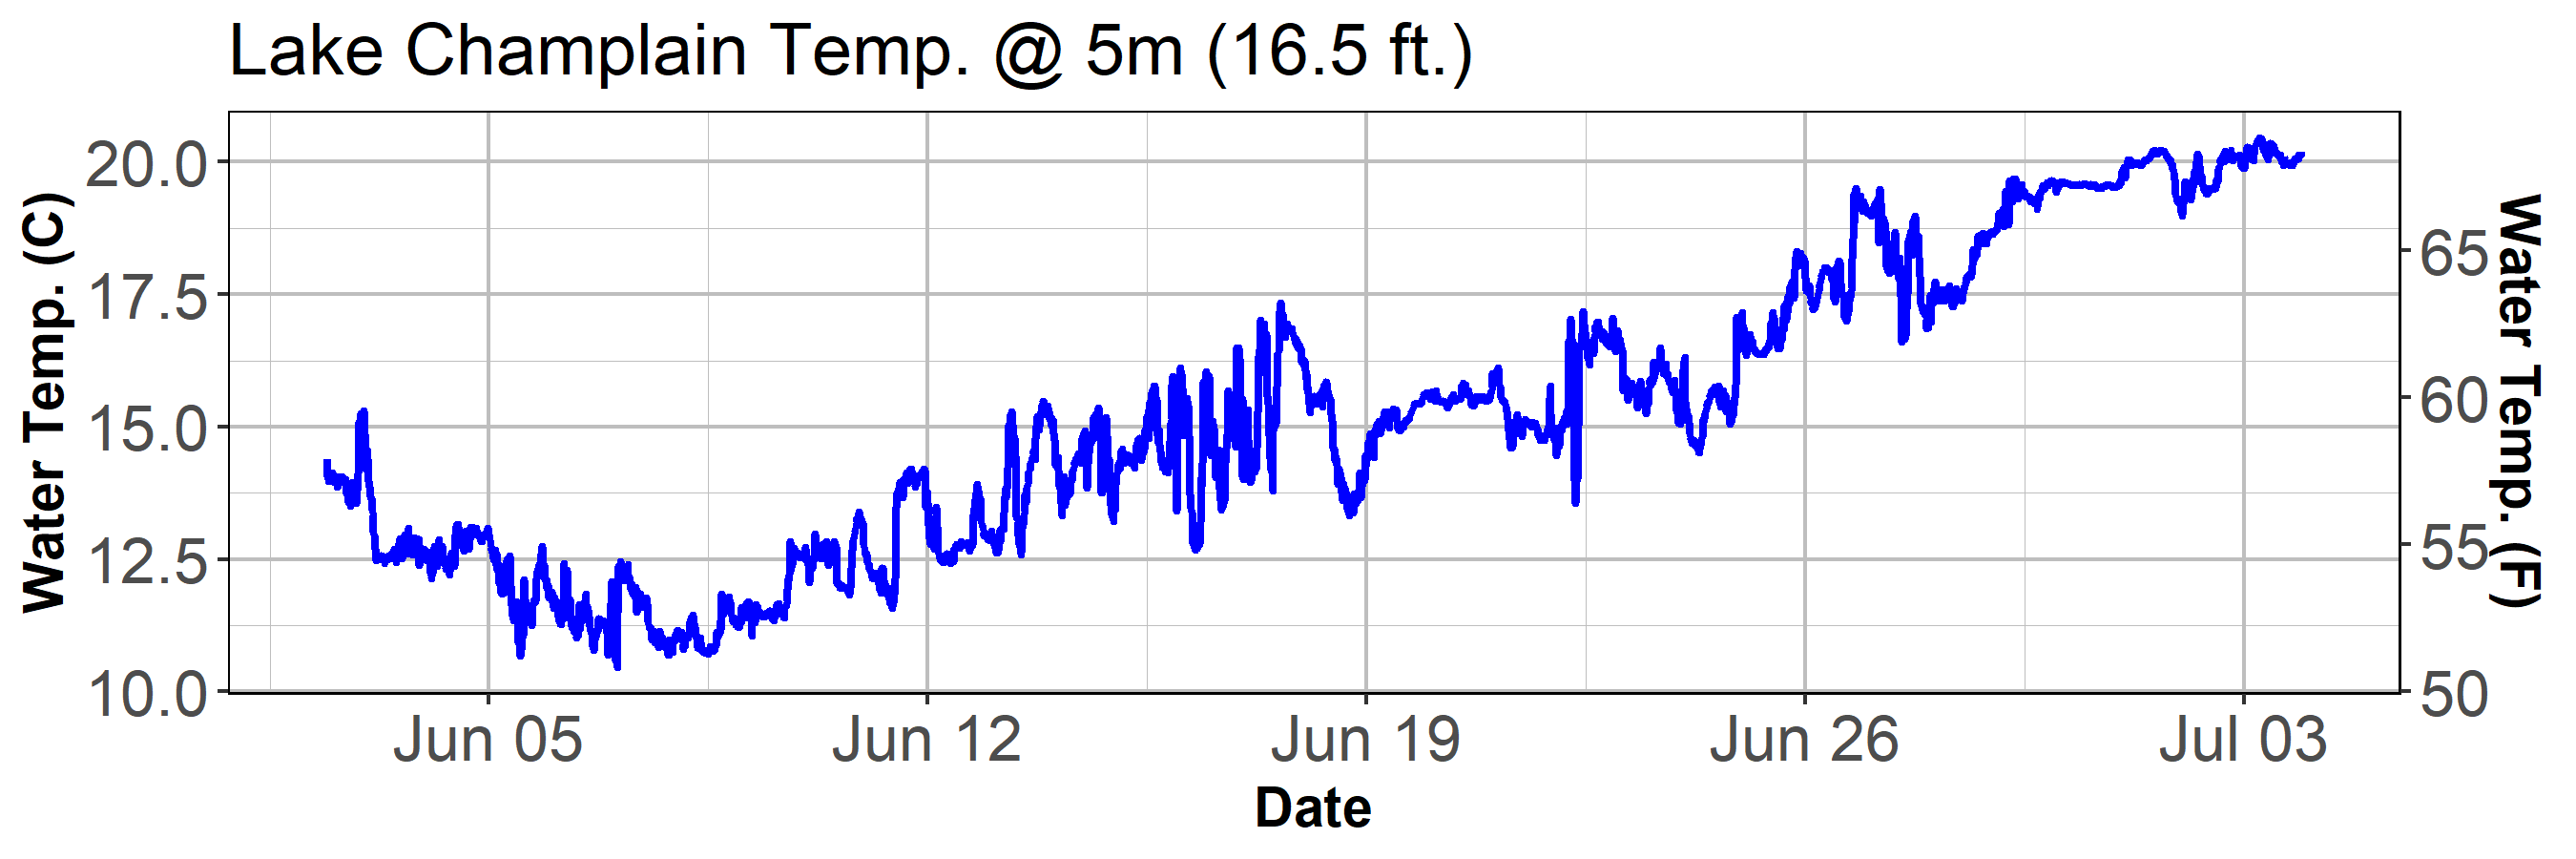 Lake Champlain Temp. @ 5m (16.5 ft.)
Water Temp. (C)
20.0
17.5
15.0
12.5
10.0
65
60
55
50
Water Temp. (F)
Jun 05 Jun 12 Jun 19 Jun 26 Jul 03
Date